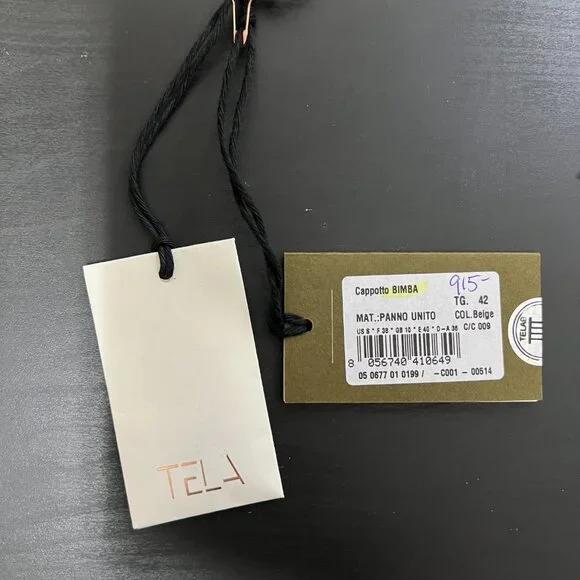 TELA
Cappotto BIMBA 915-
TG. 42
MAT.:PANNO UNITO COL.Beige
US S * F 38 * GB 10 * E 40 * D-A 36 C/C 009
8 056740 410649
05 0677 01 0199 / -C001 - 00514
TELA